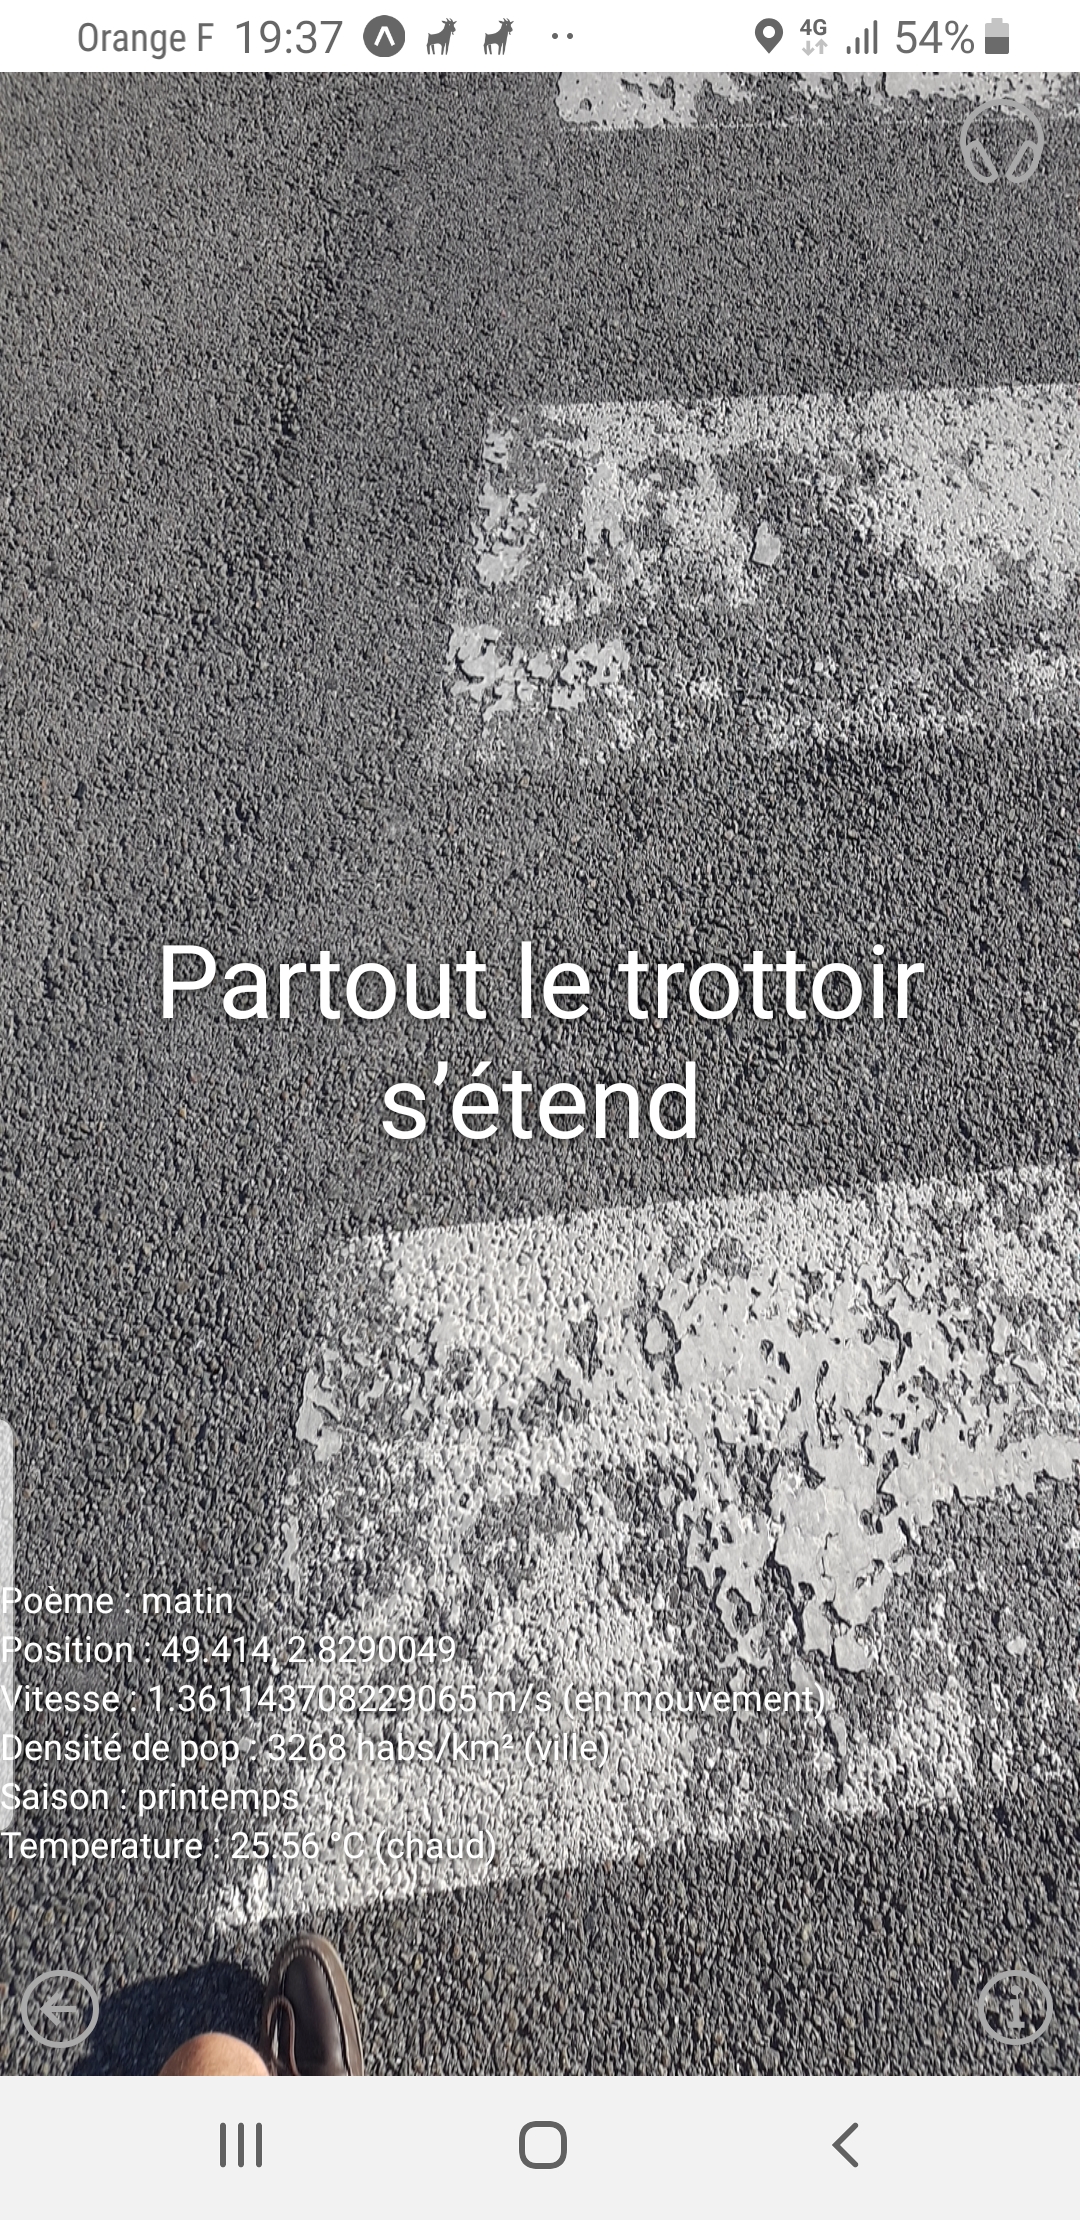 Orange F 19:37 4G 54%
Partout le trottoir
s’étend
Poème : matin
Position : 49.414, 2.8290049
Vitesse : 1.361143708229065 m/s (en mouvement)
Densité de pop : 3268 habs/km² (ville)
Saison : printemps
Temperature : 25.56 °C (chaud)